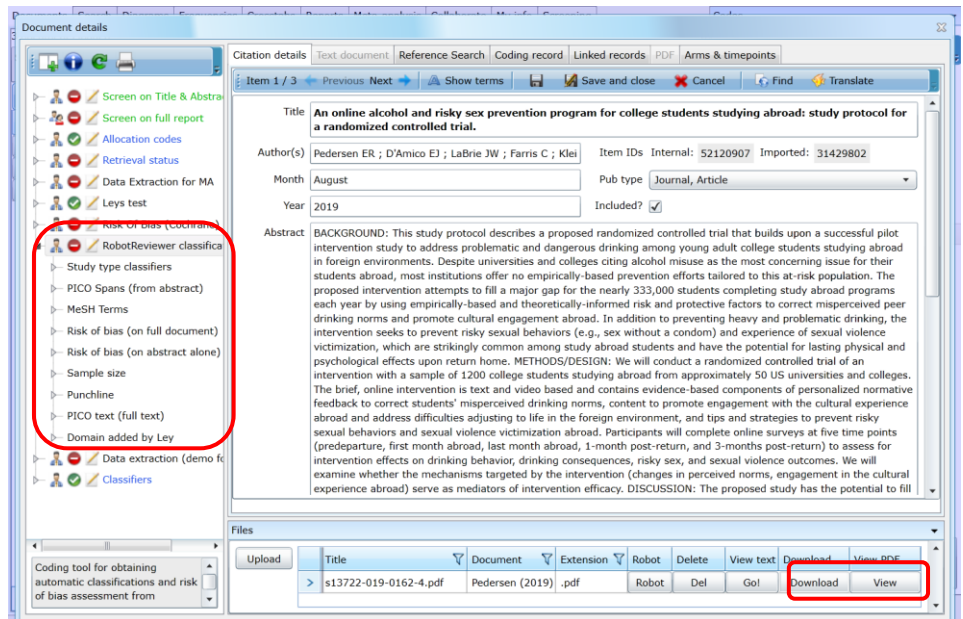 Document details
Citation details Text document Reference Search Coding record Linked records PDF Arms & timepoints
Item 1 / 3 Previous Next Show terms Save and close Cancel Find Translate
Screen on Title & Abstra
Screen on full report
Allocation codes
Retrieval status
Data Extraction for MA
Leys test
Risk Of Bias (Cochrane)
RobotReviewer classifica
Study type classifiers
PICO Spans (from abstract)
MeSH Terms
Risk of bias (on full document)
Risk of bias (on abstract alone)
Sample size
Punchline
PICO text (full text)
Domain added by Ley
Data extraction (demo fo
Classifiers
Coding tool for obtaining
automatic classifications and risk
of bias assessment from
Title An online alcohol and risky sex prevention program for college students studying abroad: study protocol for
a randomized controlled trial.
Author(s) Pedersen ER ; D'Amico EJ ; LaBrie JW ; Farris C ; Klei Item IDs Internal: 52120907 Imported: 31429802
Month August Pub type Journal, Article
Year 2019 Included?
Abstract BACKGROUND: This study protocol describes a proposed randomized controlled trial that builds upon a successful pilot
intervention study to address problematic and dangerous drinking among young adult college students studying abroad
in foreign environments. Despite universities and colleges citing alcohol misuse as the most concerning issue for their
students abroad, most institutions offer no empirically-based prevention efforts tailored to this at-risk population. The
proposed intervention attempts to fill a major gap for the nearly 333,000 students completing study abroad programs
each year by using empirically-based and theoretically-informed risk and protective factors to correct misperceived peer
drinking norms and promote cultural engagement abroad. In addition to preventing heavy and problematic drinking, the
intervention seeks to prevent risky sexual behaviors (e.g., sex without a condom) and experience of sexual violence
victimization, which are strikingly common among study abroad students and have the potential for lasting physical and
psychological effects upon return home. METHODS/DESIGN: We will conduct a randomized controlled trial of an
intervention with a sample of 1200 college students studying abroad from approximately 50 US universities and colleges.
The brief, online intervention is text and video based and contains evidence-based components of personalized normative
feedback to correct students' misperceived drinking norms, content to promote engagement with the cultural experience
abroad and address difficulties adjusting to life in the foreign environment, and tips and strategies to prevent risky
sexual behaviors and sexual violence victimization abroad. Participants will complete online surveys at five time points
(predeparture, first month abroad, last month abroad, 1-month post-return, and 3-months post-return) to assess for
intervention effects on drinking behavior, drinking consequences, risky sex, and sexual violence outcomes. We will
examine whether the mechanisms targeted by the intervention (changes in perceived norms, engagement in the cultural
experience abroad) serve as mediators of intervention efficacy. DISCUSSION: The proposed study has the potential to fill
Files
Upload Title Document Extension Robot Delete View text Download View PDF
s13722-019-0162-4.pdf Pedersen (2019) .pdf Robot Del Go! Download View